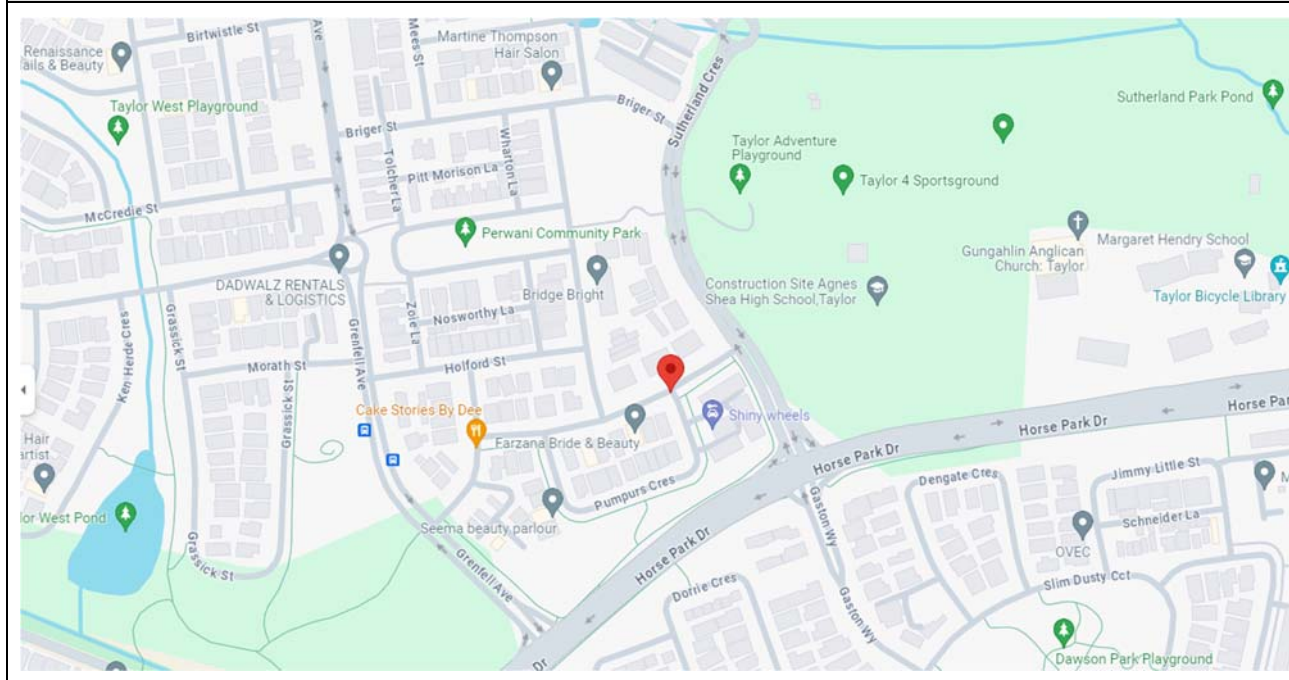 Renaissance
ails & Beauty
Birtwistle St
Ave
Mees St
Martine Thompson
Hair Salon
Sutherland Cres
Sutherland Park Pond
Taylor West Playground
Briger St
Briger St
Tolcher La
Wharton La
Pitt Morison La
Taylor Adventure
Playground
Taylor 4 Sportsground
McCredie St
Perwani Community Park
Gungahlin Anglican
Church: Taylor
Margaret Hendry School
DADWALZ RENTALS
& LOGISTICS
Bridge Bright
Construction Site Agnes
Shea High School,Taylor
Taylor Bicycle Library
Ken Herde Cres
Grassick St
Zoie La
Nosworthy La
Grenfell Ave
Morath St
Holford St
Grassick St
Cake Stories By Dee
Farzana Bride & Beauty
Shiny wheels
Horse Park Dr
Horse Par
Hair
artist
Horse Park Dr
Dengate Cres
Jimmy Little St
M
Pumpurs Cres
Gaston Wy
Schneider La
lor West Pond
Seema beauty parlour
OVEC
Grassick St
Grenfell Ave
Horse Park Dr
Dorrie Cres
Gaston Wy
Slim Dusty Cct
Dr
Dawson Park Playground